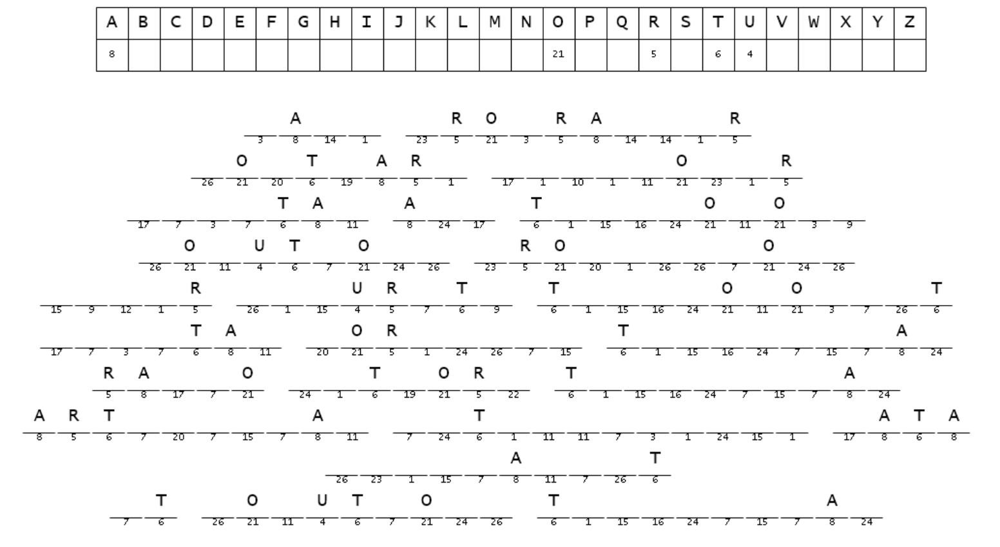 A B C D E F G H I J K L M N O P Q R S T U V W X Y Z
8 21 5 6 4
A R O R A R
3 8 14 1 23 5 21 3 5 8 14 14 1 5
O T A R O R
26 21 20 6 19 8 5 1 17 1 10 1 11 21 23 1 5
T A A T O O
17 7 3 7 6 8 11 8 24 17 6 1 15 16 24 21 11 21 3 9
O U T O R O O
26 21 11 4 6 7 21 24 26 23 5 21 20 1 26 26 7 21 24 26
R U R T T O O T
15 9 12 1 5 26 1 15 4 5 7 6 9 6 1 15 16 24 21 11 21 3 7 26 6
T A O R T A
17 7 3 7 6 8 11 20 21 5 1 24 26 7 15 6 1 15 16 24 7 15 7 8 24
R A O T O R T A
5 8 17 7 21 24 1 6 19 21 5 22 6 1 15 16 24 7 15 7 8 24
A R T A T A T A
8 5 6 7 20 7 15 7 8 11 7 24 6 1 11 11 7 3 1 24 15 1 17 8 6 8
A T
26 23 1 15 7 8 11 7 26 6
T O U T O T A
7 6 26 21 11 4 6 7 21 24 26 6 1 15 16 24 7 15 7 8 24